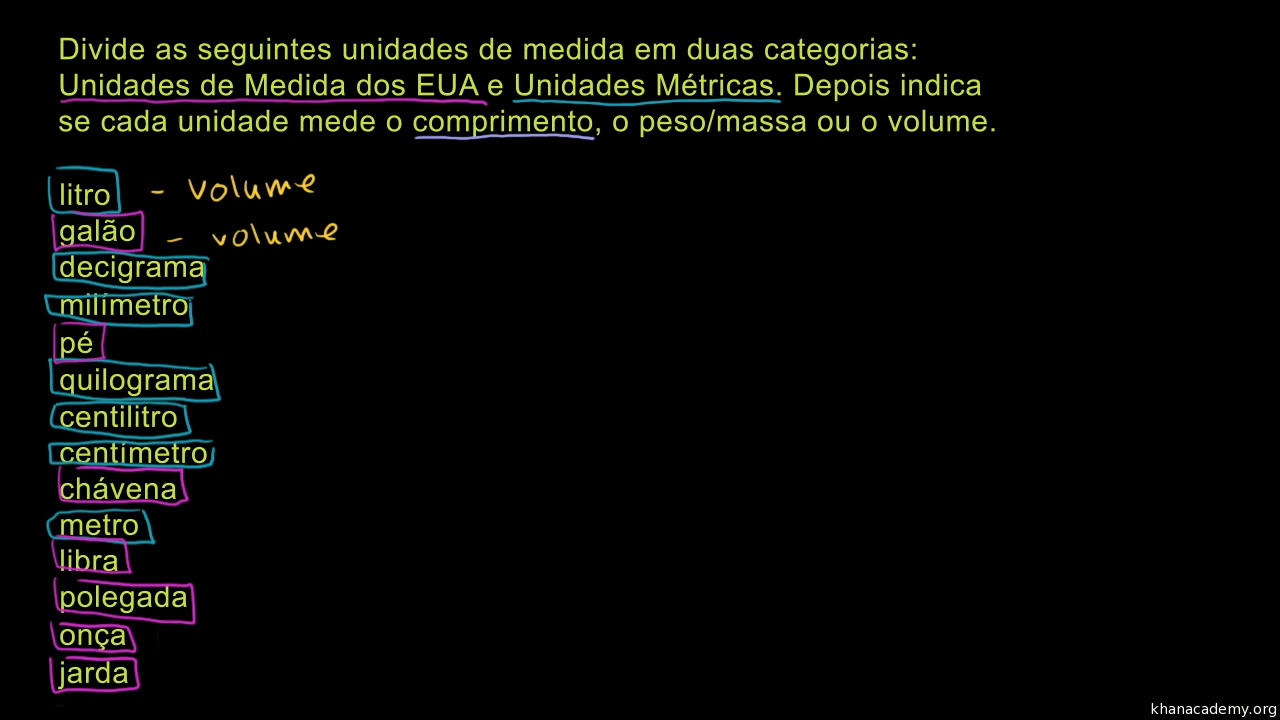 Divide as seguintes unidades de medida em duas categorias:
Unidades de Medida dos EUA e Unidades Métricas. Depois indica
se cada unidade mede o comprimento, o peso/massa ou o volume.
litro - volume
galão - volume
decigrama
milímetro
pé
quilograma
centilitro
centímetro
chávena
metro
libra
polegada
onça
jarda
khanacademy.org